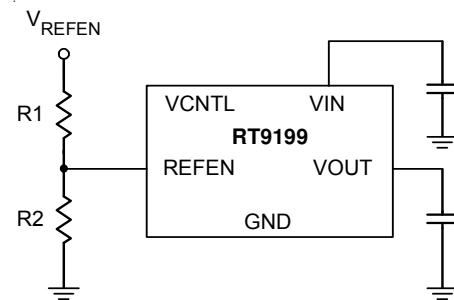 VREFEN
R1
VCNTL VIN
RT9199
REFEN VOUT
R2
GND